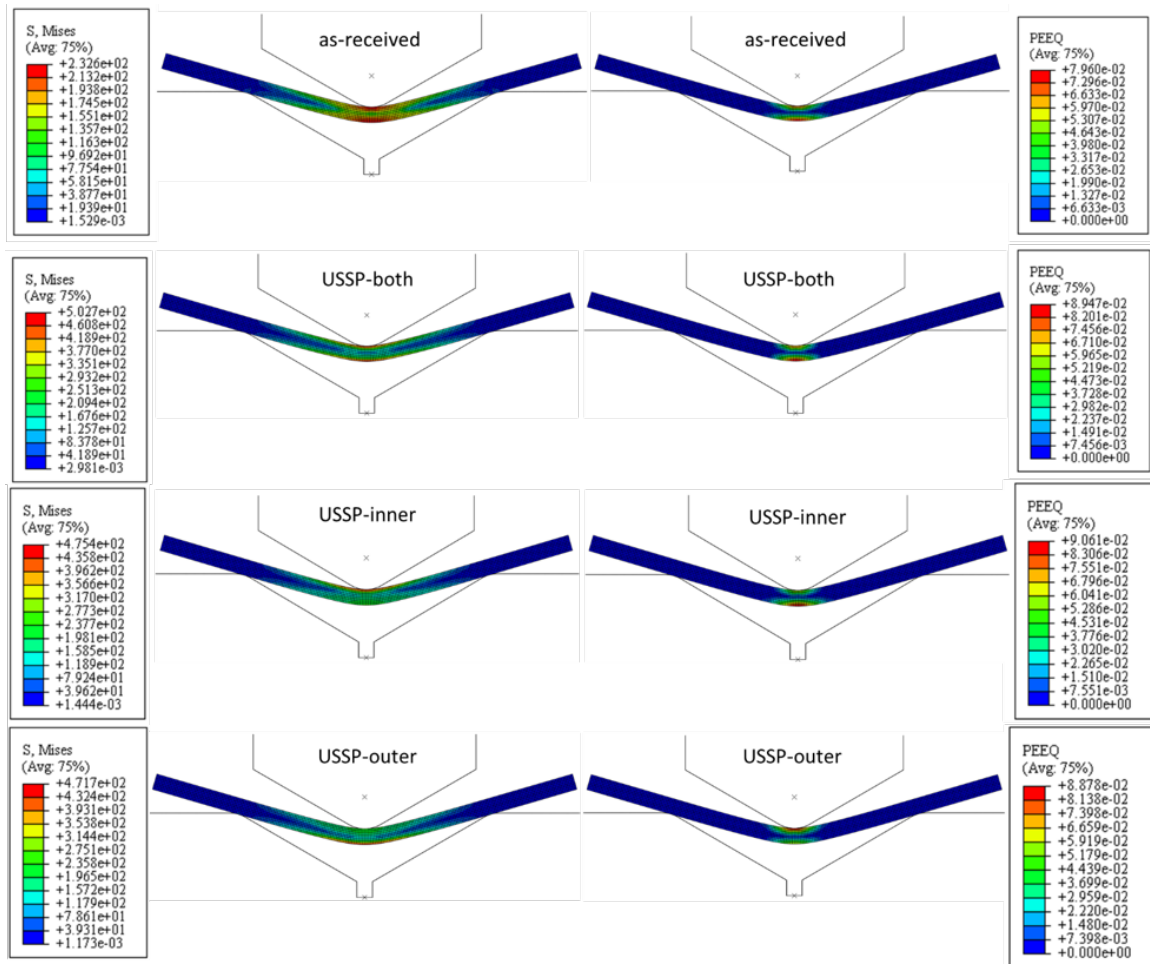 S, Mises
(Avg: 75%)
+2.326e+02
+2.132e+02
+1.938e+02
+1.745e+02
+1.551e+02
+1.357e+02
+1.163e+02
+9.692e+01
+7.754e+01
+5.815e+01
+3.877e+01
+1.939e+01
+1.529e-03
as-received
as-received
PEEQ
(Avg: 75%)
+7.960e-02
+7.296e-02
+6.633e-02
+5.970e-02
+5.307e-02
+4.643e-02
+3.980e-02
+3.317e-02
+2.653e-02
+1.990e-02
+1.327e-02
+6.633e-03
+0.000e+00
S, Mises
(Avg: 75%)
+5.027e+02
+4.608e+02
+4.189e+02
+3.770e+02
+3.351e+02
+2.932e+02
+2.513e+02
+2.094e+02
+1.676e+02
+1.257e+02
+8.378e+01
+4.189e+01
+2.981e-03
USSP-both
USSP-both
PEEQ
(Avg: 75%)
+8.947e-02
+8.201e-02
+7.456e-02
+6.710e-02
+5.965e-02
+5.219e-02
+4.473e-02
+3.728e-02
+2.982e-02
+2.237e-02
+1.491e-02
+7.456e-03
+0.000e+00
S, Mises
(Avg: 75%)
+4.754e+02
+4.358e+02
+3.962e+02
+3.566e+02
+3.170e+02
+2.773e+02
+2.377e+02
+1.981e+02
+1.585e+02
+1.189e+02
+7.924e+01
+3.962e+01
+1.444e-03
USSP-inner
USSP-inner
PEEQ
(Avg: 75%)
+9.061e-02
+8.306e-02
+7.551e-02
+6.796e-02
+6.041e-02
+5.286e-02
+4.531e-02
+3.776e-02
+3.020e-02
+2.265e-02
+1.510e-02
+7.551e-03
+0.000e+00
S, Mises
(Avg: 75%)
+4.717e+02
+4.324e+02
+3.931e+02
+3.538e+02
+3.144e+02
+2.751e+02
+2.358e+02
+1.965e+02
+1.572e+02
+1.179e+02
+7.861e+01
+3.931e+01
+1.173e-03
USSP-outer
USSP-outer
PEEQ
(Avg: 75%)
+8.878e-02
+8.138e-02
+7.398e-02
+6.659e-02
+5.919e-02
+5.179e-02
+4.439e-02
+3.699e-02
+2.959e-02
+2.220e-02
+1.480e-02
+7.398e-03
+0.000e+00